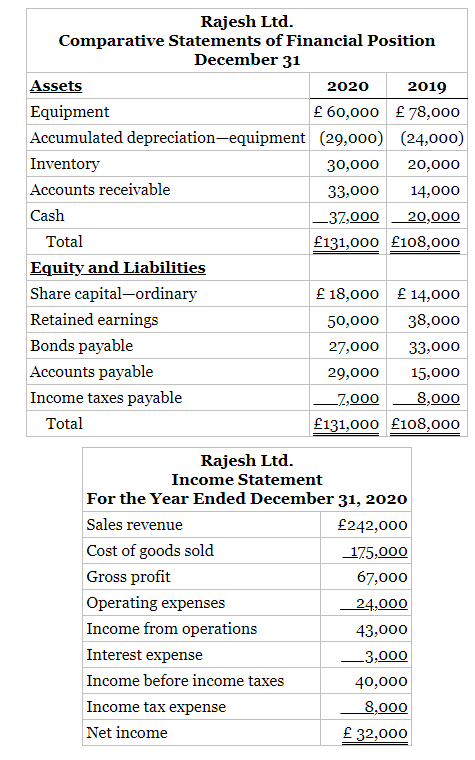 Rajesh Ltd.
Comparative Statements of Financial Position
December 31
Assets 2020 2019
Equipment £ 60,000 £ 78,000
Accumulated depreciation—equipment (29,000) (24,000)
Inventory 30,000 20,000
Accounts receivable 33,000 14,000
Cash 37,000 20,000
Total £131,000 £108,000
Equity and Liabilities
Share capital—ordinary £ 18,000 £ 14,000
Retained earnings 50,000 38,000
Bonds payable 27,000 33,000
Accounts payable 29,000 15,000
Income taxes payable 7,000 8,000
Total £131,000 £108,000
Rajesh Ltd.
Income Statement
For the Year Ended December 31, 2020
Sales revenue £242,000
Cost of goods sold 175,000
Gross profit 67,000
Operating expenses 24,000
Income from operations 43,000
Interest expense 3,000
Income before income taxes 40,000
Income tax expense 8,000
Net income £ 32,000